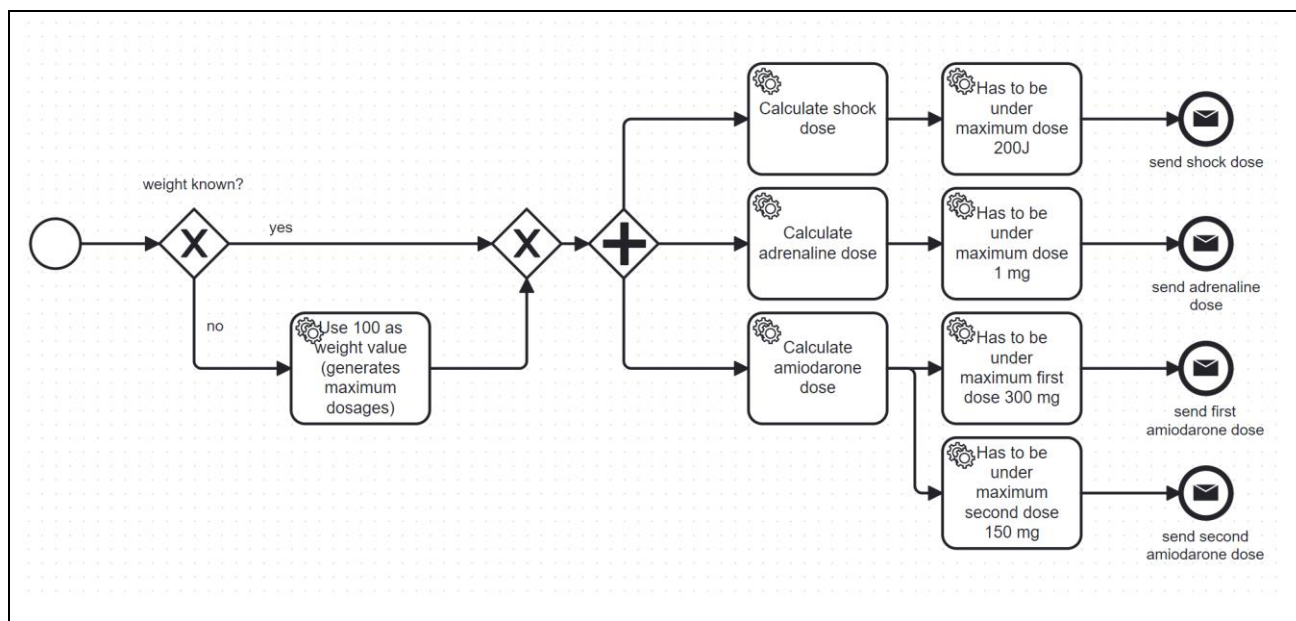 weight known?
yes
no
Use 100 as
weight value
(generates
maximum
dosages)
Calculate shock
dose
Has to be
under
maximum dose
200J
send shock dose
Calculate
adrenaline dose
Has to be
under
maximum dose
1 mg
send adrenaline
dose
Calculate
amiodarone
dose
Has to be
under
maximum first
dose 300 mg
send first
amiodarone dose
Has to be
under
maximum
second dose
150 mg
send second
amiodarone dose